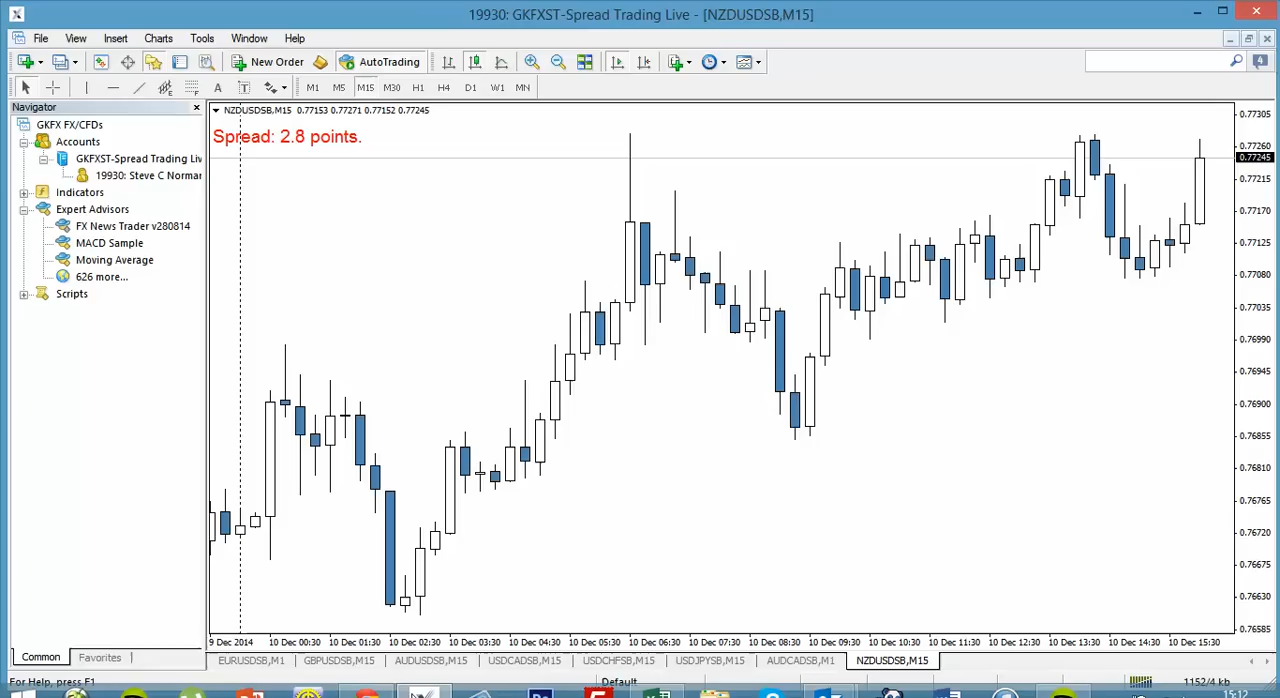 19930: GKFXST-Spread Trading Live - [NZDUSDSB,M15]
File View Insert Charts Tools Window Help
New Order AutoTrading
4
A T M1 M5 M15 M30 H1 H4 D1 W1 MN
Navigator
GKFX FX/CFDs
Accounts
GKFXST-Spread Trading Liv
19930: Steve C Norman
Indicators
Expert Advisors
FX News Trader v280814
MACD Sample
Moving Average
626 more...
Scripts
NZDUSDSB,M15 0.77153 0.77271 0.77152 0.77245
Spread: 2.8 points.
0.77305
0.77260
0.77245
0.77215
0.77170
0.77125
0.77080
0.77035
0.76990
0.76945
0.76900
0.76855
0.76810
0.76765
0.76720
0.76675
0.76630
0.76585
9 Dec 2014 10 Dec 00:30 10 Dec 01:30 10 Dec 02:30 10 Dec 03:30 10 Dec 04:30 10 Dec 05:30 10 Dec 06:30 10 Dec 07:30 10 Dec 08:30 10 Dec 09:30 10 Dec 10:30 10 Dec 11:30 10 Dec 12:30 10 Dec 13:30 10 Dec 14:30 10 Dec 15:30
Common Favorites
EURUSDSB,M1 GBPUSDSB,M15 AUDUSDSB,M15 USDCADSB,M15 USDCHFSB,M15 USDJPYSB,M15 AUDCADSB,M1 NZDUSDSB,M15
For Help, press F1 Default 1152/4 kb
15:12